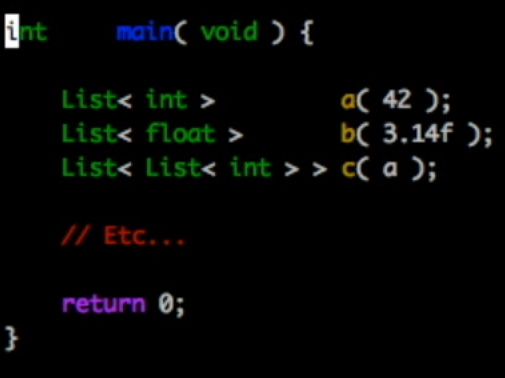 int     main( void ) {
    List< int >         a( 42 );
    List< float >       b( 3.14f );
    List< List< int > > c( a );
    // Etc...
    return 0;
}